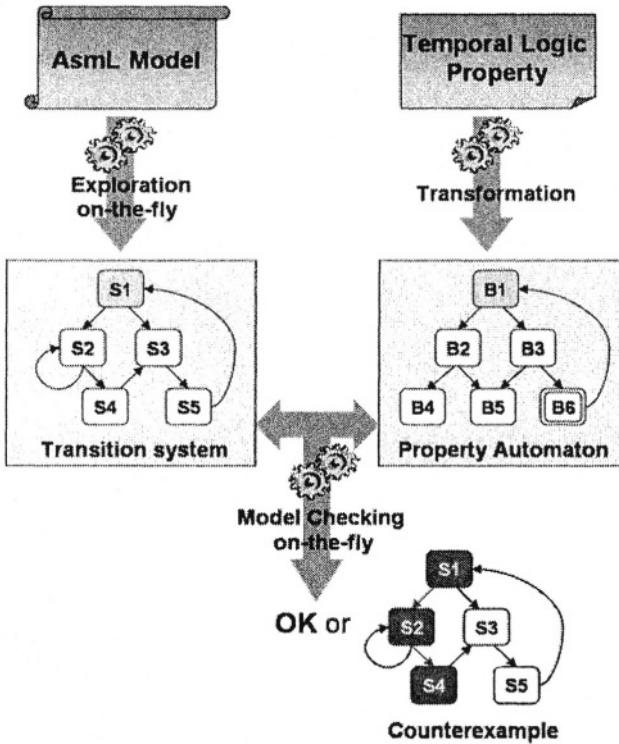 AsmL Model
Temporal Logic
Property
Exploration
on-the-fly
Transformation
S1
S2
S3
S4
S5
Transition system
B1
B2
B3
B4
B5
B6
Property Automaton
Model Checking
on-the-fly
OK or
S1
S2
S3
S4
S5
Counterexample